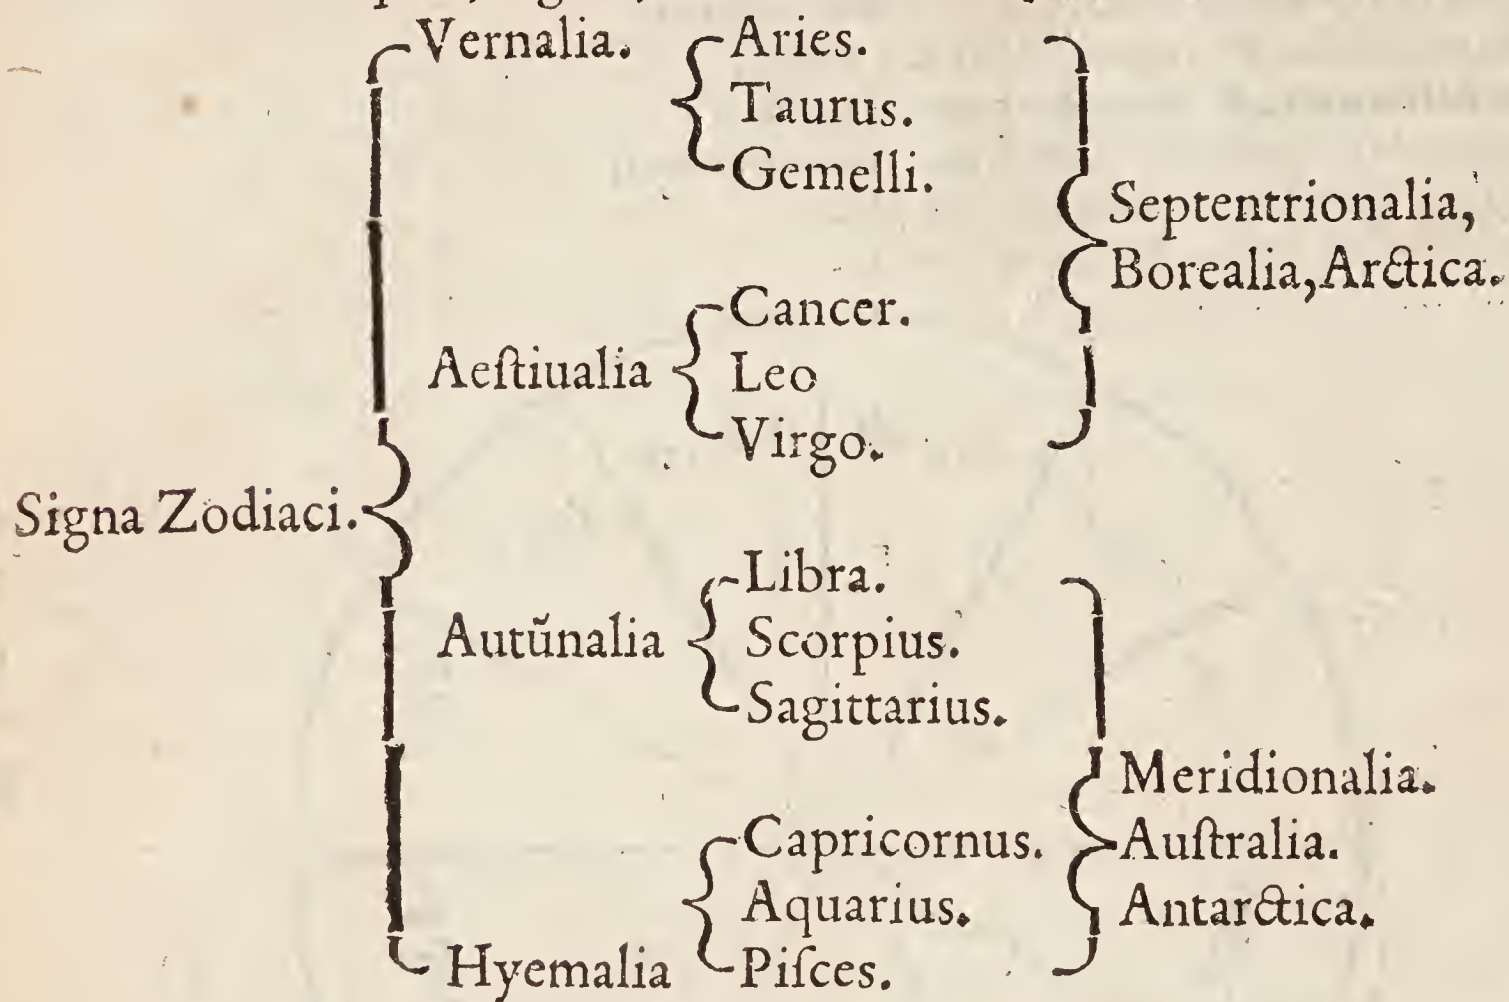 Vernalia. Aries.
Taurus.
Gemelli.
Septentrionalia,
Borealia, Arctica.
Cancer.
Aeſtiualia Leo
Virgo.
Signa Zodiaci.
Libra.
Autũnalia Scorpius.
Sagittarius.
Meridionalia.
Capricornus. Auſtralia.
Aquarius. Antarctica.
Hyemalia Piſces.